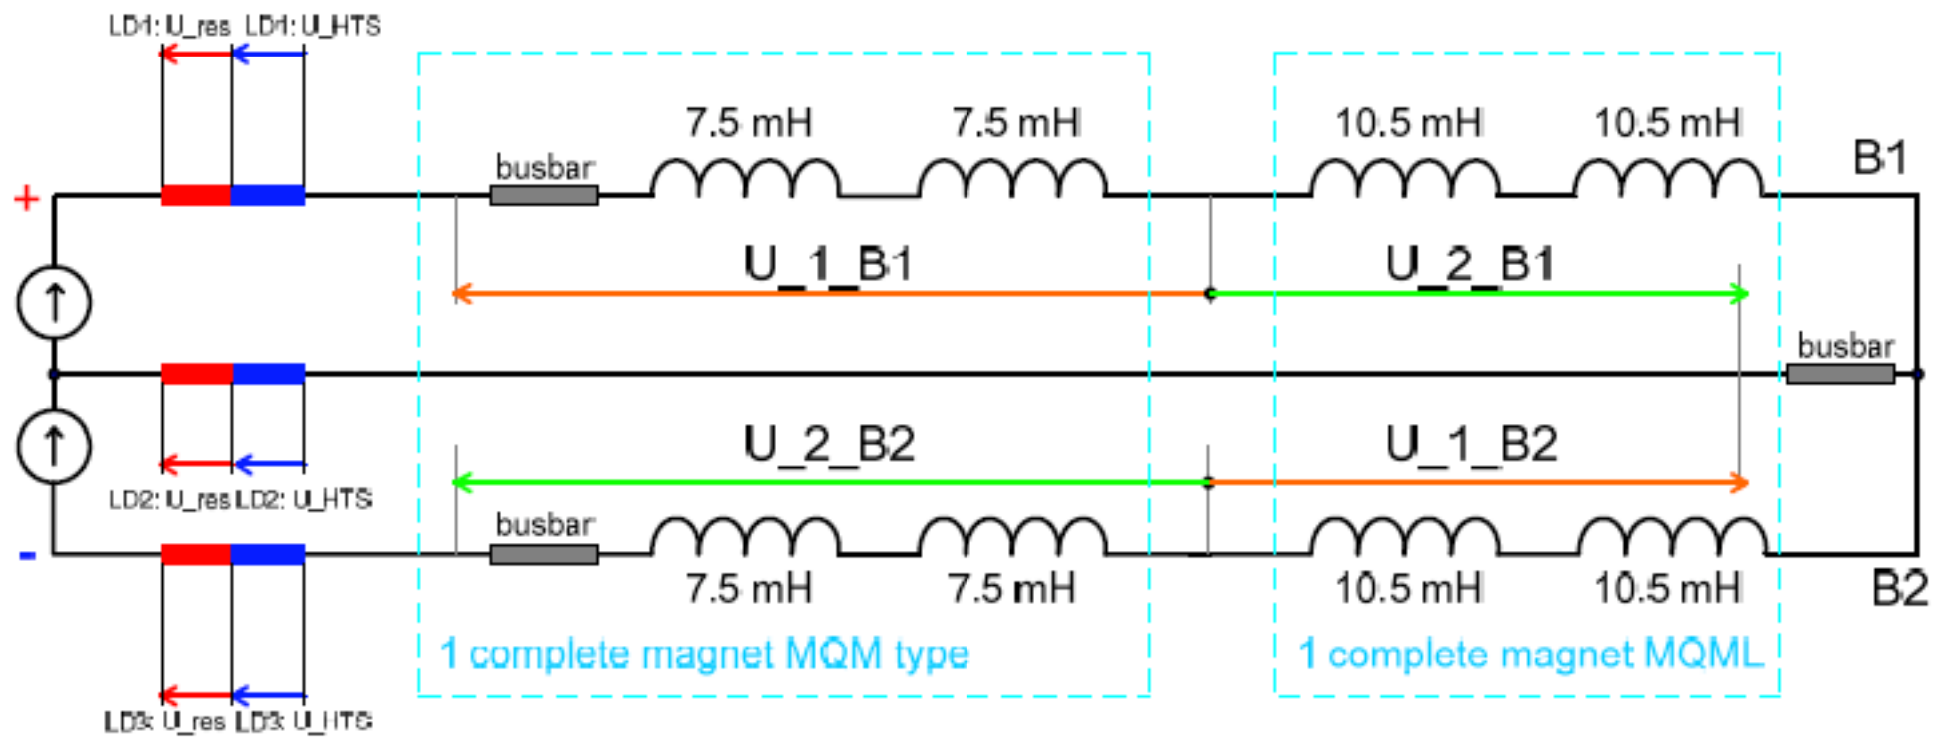 LD1: U_res LD1: U_HTS
7.5 mH 7.5 mH 10.5 mH 10.5 mH
B1
busbar
+
U_1_B1 U_2_B1
busbar
U_2_B2 U_1_B2
LD2: U_res LD2: U_HTS
busbar
-
7.5 mH 7.5 mH 10.5 mH 10.5 mH
B2
1 complete magnet MQM type 1 complete magnet MQML
LD3: U_res LD3: U_HTS